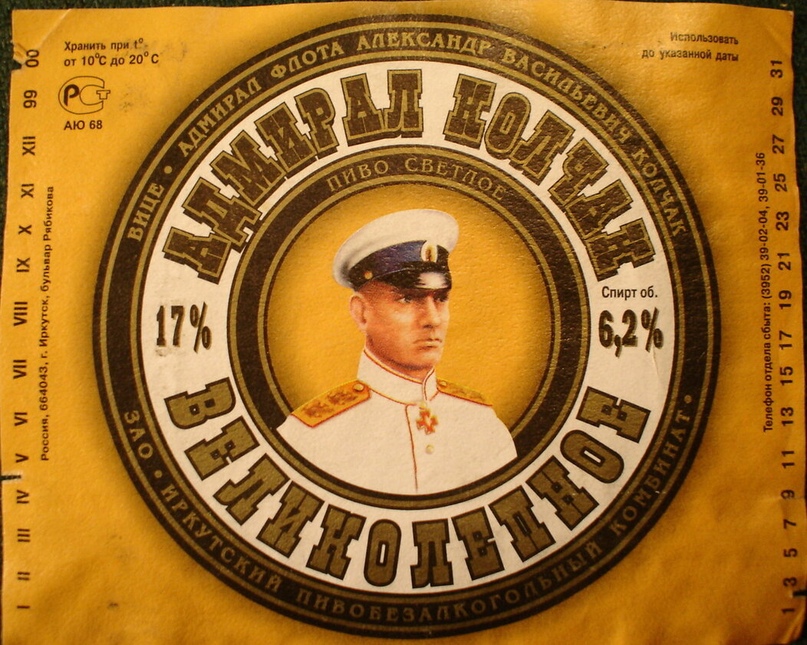 Хранить при t°
от 10°С до 20°С
РСТ
АЮ 68
Использовать
до указанной даты
ВИЦЕ • АДМИРАЛ ФЛОТА АЛЕКСАНДР ВАСИЛЬЕВИЧ КОЛЧАК
АДМИРАЛ КОЛЧАК
ПИВО СВЕТЛОЕ
17%
Спирт об.
6,2%
ВЕЛИКОЛЕПНОЕ
ЗАО • ИРКУТСКИЙ ПИВОБЕЗАЛКОГОЛЬНЫЙ КОМБИНАТ •
I II III IV V VI VII VIII IX X XI XII 99 00
Россия, 664043, г. Иркутск, бульвар Рябикова
Телефон отдела сбыта: (3952) 39-02-04, 39-01-36
1 3 5 7 9 11 13 15 17 19 21 23 25 27 29 31